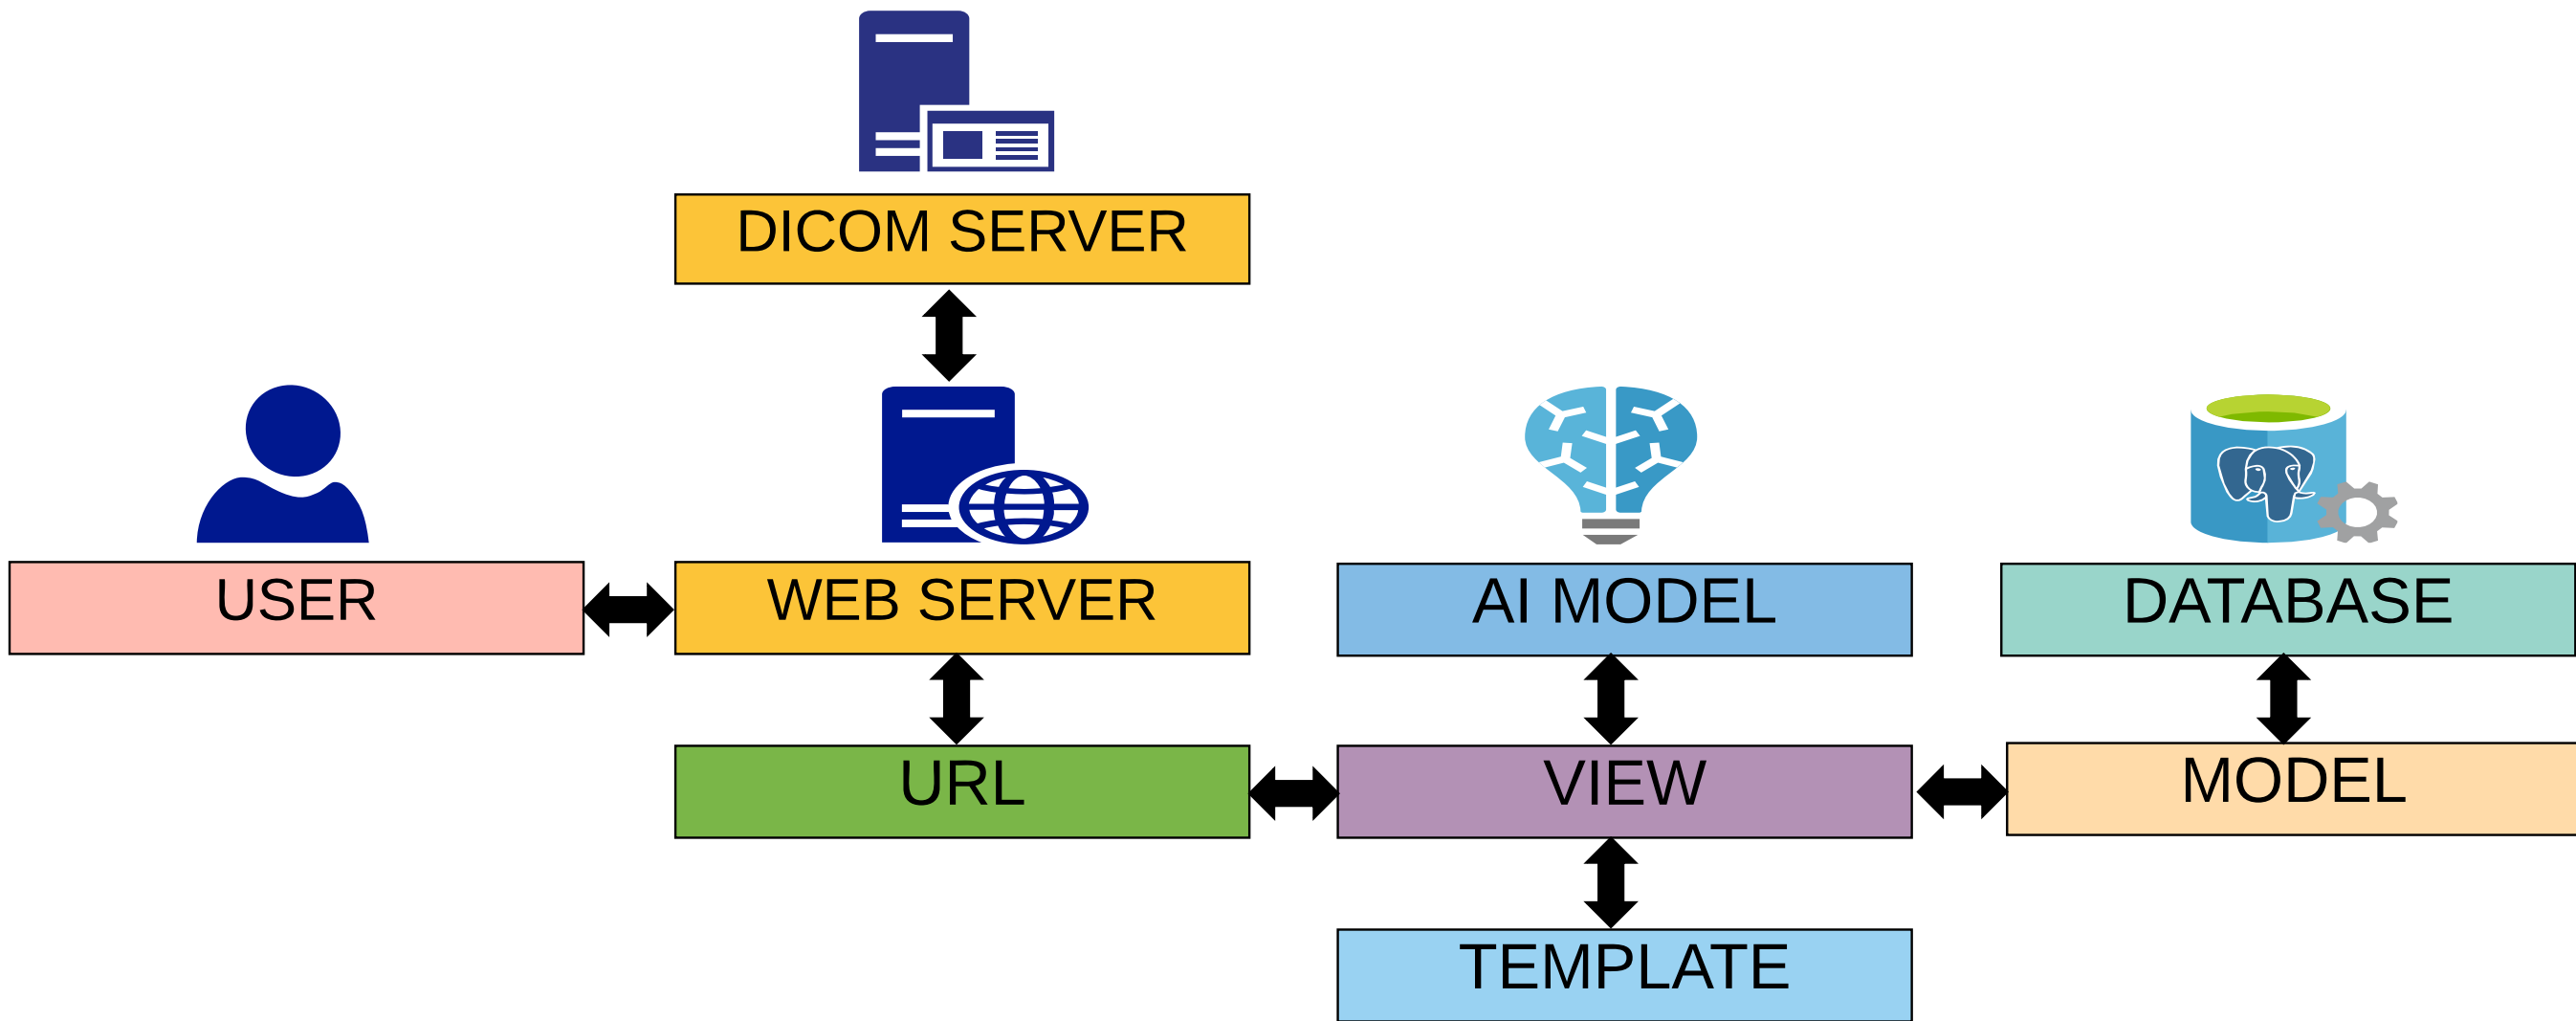 DICOM SERVER
USER
WEB SERVER
AI MODEL
DATABASE
URL
VIEW
MODEL
TEMPLATE